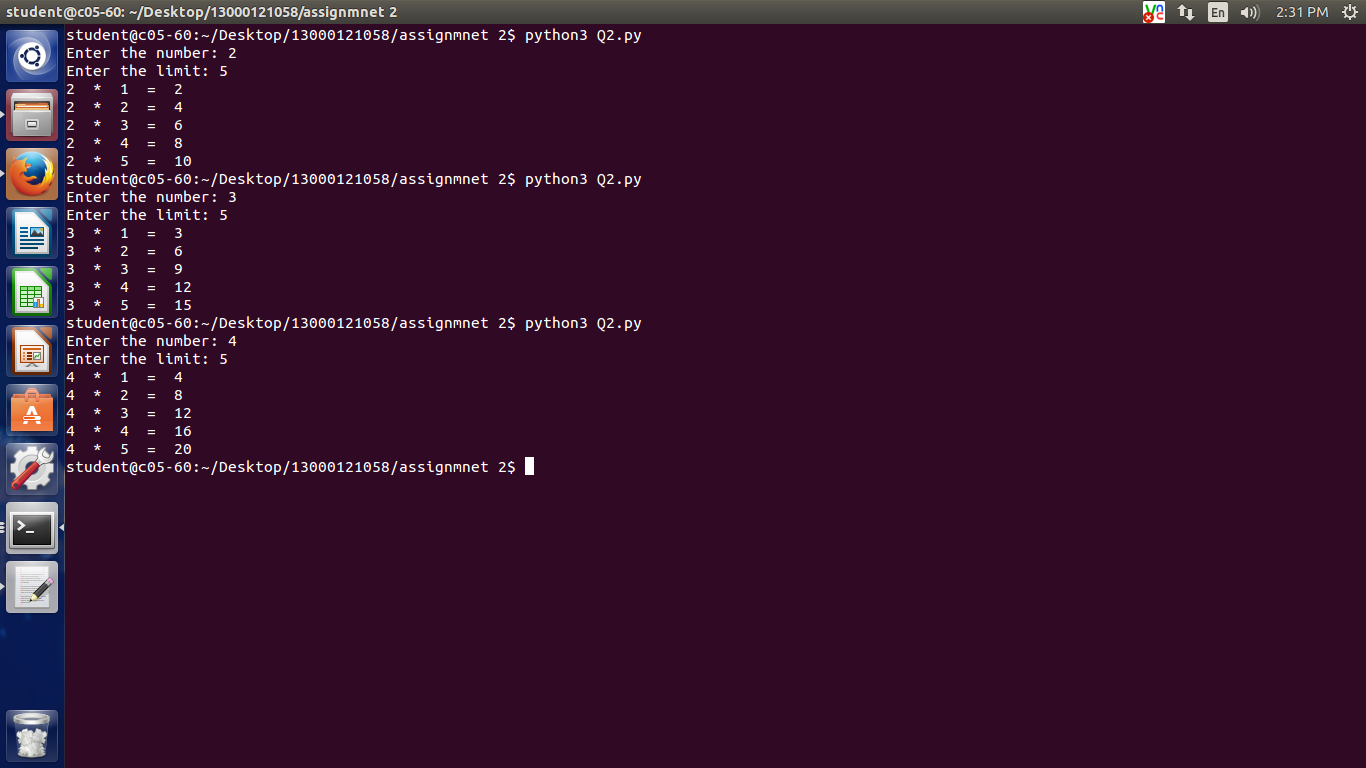 student@c05-60: ~/Desktop/13000121058/assignmnet 2
En
2:31 PM
student@c05-60:~/Desktop/13000121058/assignmnet 2$ python3 Q2.py
Enter the number: 2
Enter the limit: 5
2  *  1  =  2
2  *  2  =  4
2  *  3  =  6
2  *  4  =  8
2  *  5  =  10
student@c05-60:~/Desktop/13000121058/assignmnet 2$ python3 Q2.py
Enter the number: 3
Enter the limit: 5
3  *  1  =  3
3  *  2  =  6
3  *  3  =  9
3  *  4  =  12
3  *  5  =  15
student@c05-60:~/Desktop/13000121058/assignmnet 2$ python3 Q2.py
Enter the number: 4
Enter the limit: 5
4  *  1  =  4
4  *  2  =  8
4  *  3  =  12
4  *  4  =  16
4  *  5  =  20
student@c05-60:~/Desktop/13000121058/assignmnet 2$